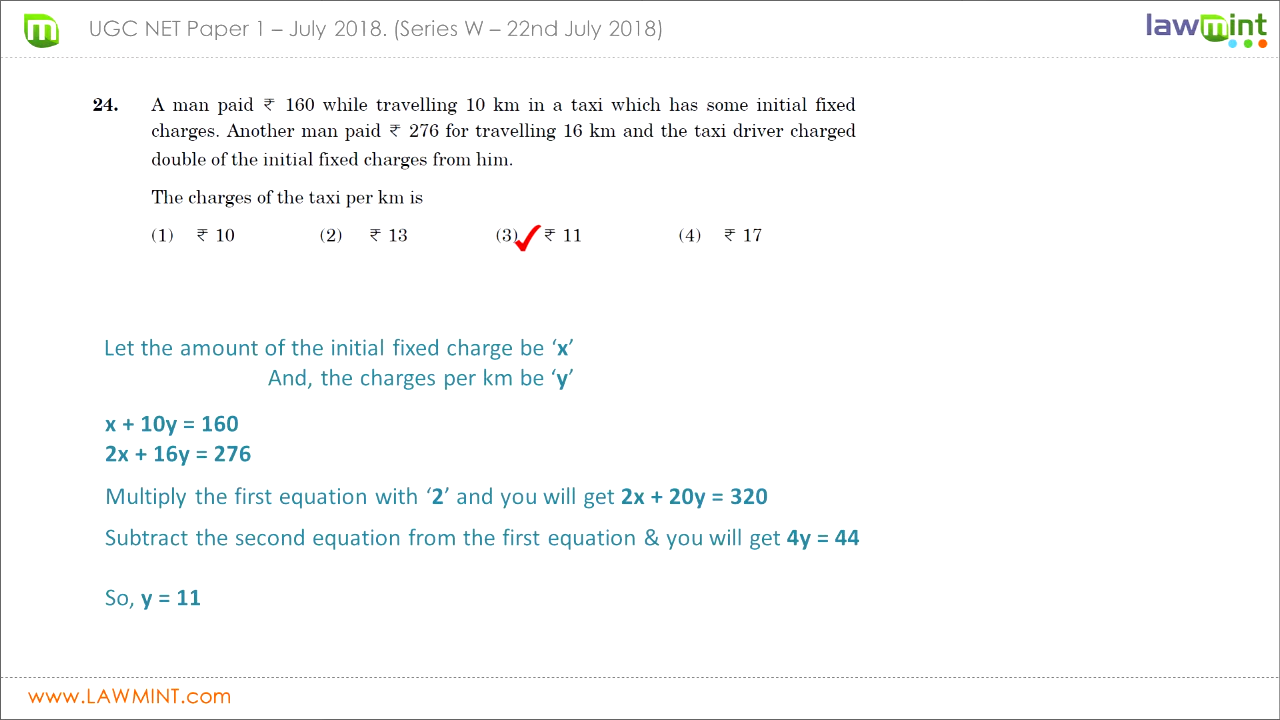 m UGC NET Paper 1 – July 2018. (Series W – 22nd July 2018) lawmint
24. A man paid ₹ 160 while travelling 10 km in a taxi which has some initial fixed
charges. Another man paid ₹ 276 for travelling 16 km and the taxi driver charged
double of the initial fixed charges from him.
The charges of the taxi per km is
(1) ₹ 10 (2) ₹ 13 (3) ₹ 11 (4) ₹ 17
Let the amount of the initial fixed charge be ‘x’
And, the charges per km be ‘y’
x + 10y = 160
2x + 16y = 276
Multiply the first equation with ‘2’ and you will get 2x + 20y = 320
Subtract the second equation from the first equation & you will get 4y = 44
So, y = 11
www.LAWMINT.com